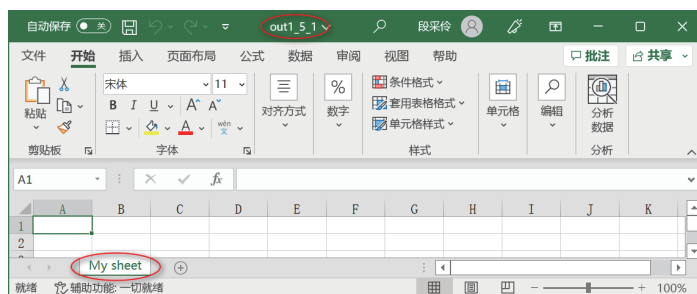 自动保存 关 out1_5_1 段采伶
文件 开始 插入 页面布局 公式 数据 审阅 视图 帮助 批注 共享
粘贴
剪贴板
宋体 11
B I U A A
A wén 文
字体
对齐方式
%
数字
条件格式
套用表格格式
单元格样式
样式
单元格
编辑
分析
数据
分析
A1 fx
A B C D E F G H I J K
1
2
My sheet
就绪 辅助功能: 一切就绪 100%